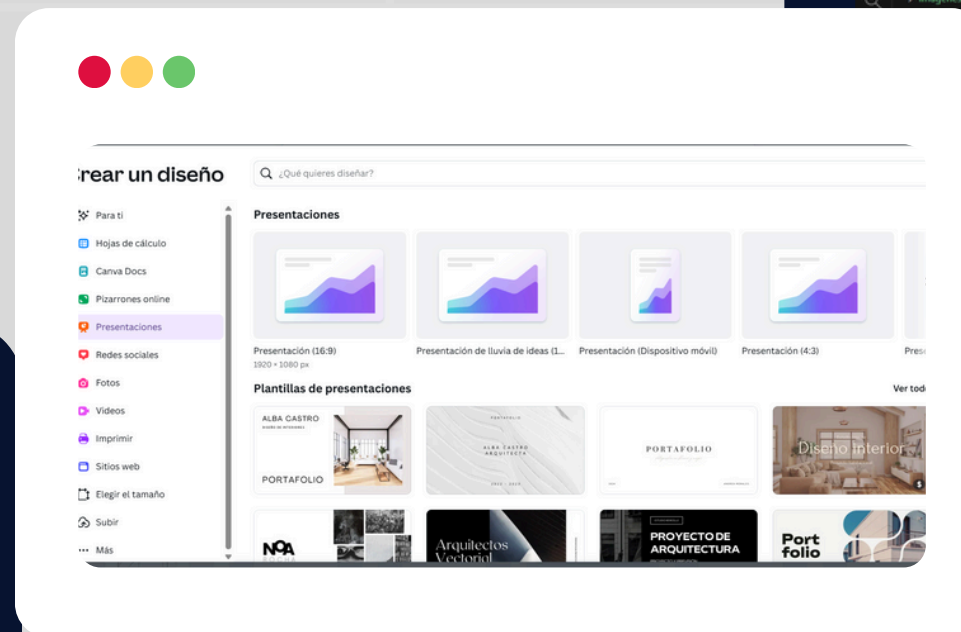 rear un diseño
¿Qué quieres diseñar?
Para ti
Hojas de cálculo
Canva Docs
Pizarrones online
Presentaciones
Redes sociales
Fotos
Videos
Imprimir
Sitios web
Elegir el tamaño
Subir
Más
Presentaciones
Presentación (16:9)
1920 × 1080 px
Presentación de lluvia de ideas (1...
Presentación (Dispositivo móvil)
Presentación (4:3)
Pres
Plantillas de presentaciones
Ver tod
ALBA CASTRO
DISEÑO DE INTERIORES
PORTAFOLIO
PORTAFOLIO
ALBA CASTRO
ARQUITECTA
PORTAFOLIO
Diseño Interior
$
NOA
Arquitectos
Vectorial
PROYECTO DE
ARQUITECTURA
Port
folio